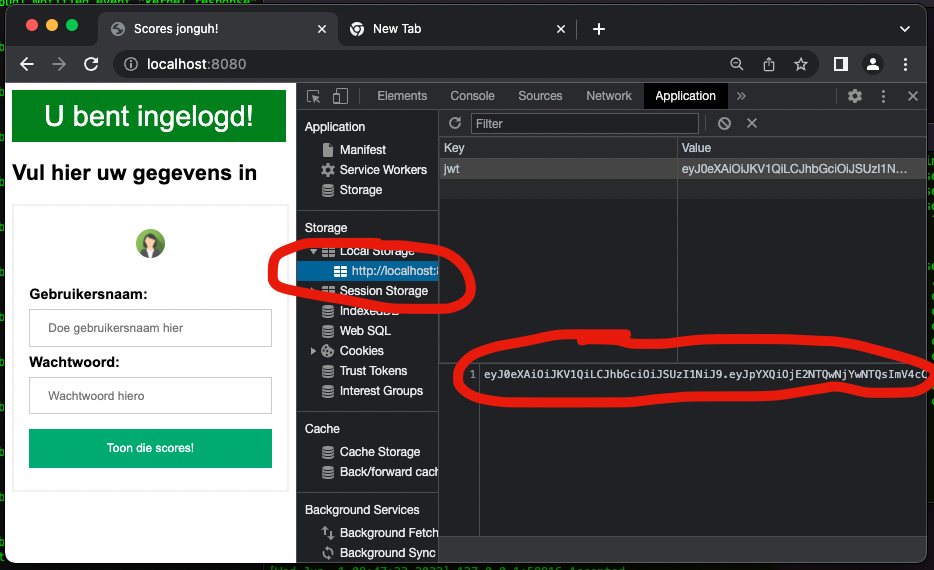 Scores jonguh!
New Tab
localhost:8080
U bent ingelogd!
Vul hier uw gegevens in
Gebruikersnaam:
Doe gebruikersnaam hier
Wachtwoord:
Wachtwoord hiero
Toon die scores!
Elements Console Sources Network Application »
Application
Manifest
Service Workers
Storage
Storage
Local Storage
http://localhost:8
Session Storage
IndexedDB
Web SQL
Cookies
Trust Tokens
Interest Groups
Cache
Cache Storage
Back/forward cach
Background Services
Background Fetch
Background Sync
Filter
Key Value
jwt eyJ0eXAiOiJKV1QiLCJhbGciOiJSUzI1N…
1 eyJ0eXAiOiJKV1QiLCJhbGciOiJSUzI1NiJ9.eyJpYXQiOjE2NTQwNjYwNTQsImV4cC